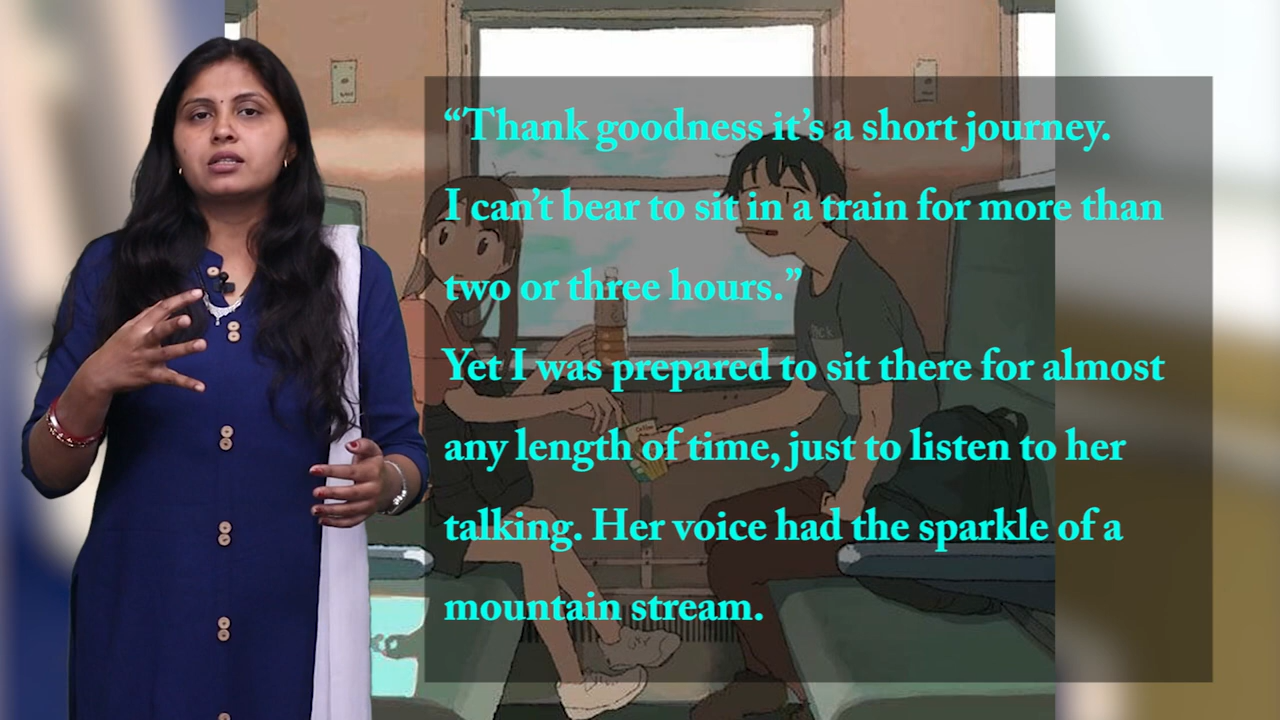 “Thank goodness it’s a short journey.
I can’t bear to sit in a train for more than
two or three hours.”
Yet I was prepared to sit there for almost
any length of time, just to listen to her
talking. Her voice had the sparkle of a
mountain stream.